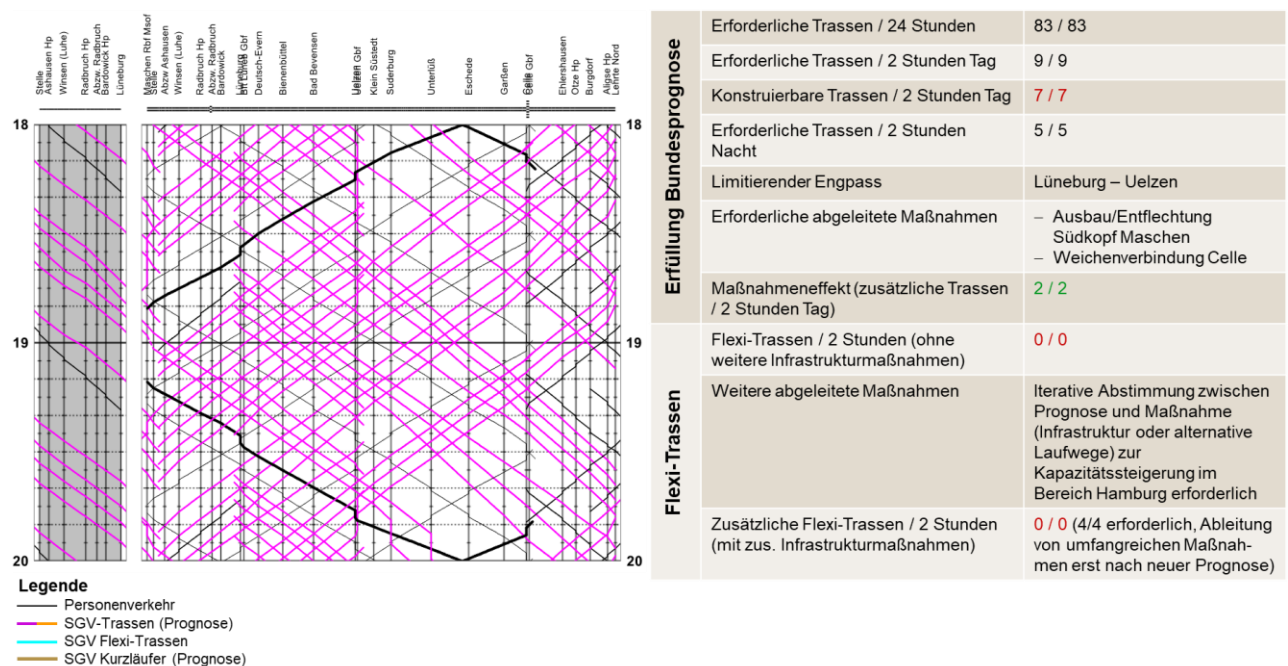 Stelle
Ashausen Hp
Winsen (Luhe)
Radbruch Hp
Abzw. Radbruch
Bardowick Hp
Lüneburg
Maschen Rbf Msof
Stelle
Abzw Ashausen
Winsen (Luhe)
Radbruch Hp
Abzw. Radbruch
Bardowick
Lüneburg
Lüneb Gbf
Deutsch-Evern
Bienenbüttel
Bad Bevensen
Uelzen
Uelzen Gbf
Klein Süstedt
Suderburg
Unterlüß
Eschede
Garßen
Celle
Celle Gbf
Ehlershausen
Otze Hp
Burgdorf
Aligse Hp
Lehrte Nord
18
18
19
19
20
20
Legende
Personenverkehr
SGV-Trassen (Prognose)
SGV Flexi-Trassen
SGV Kurzläufer (Prognose)
Erfüllung Bundesprognose
Erforderliche Trassen / 24 Stunden
83 / 83
Erforderliche Trassen / 2 Stunden Tag
9 / 9
Konstruierbare Trassen / 2 Stunden Tag
7 / 7
Erforderliche Trassen / 2 Stunden
Nacht
5 / 5
Limitierender Engpass
Lüneburg – Uelzen
Erforderliche abgeleitete Maßnahmen
– Ausbau/Entflechtung
Südkopf Maschen
– Weichenverbindung Celle
Maßnahmeneffekt (zusätzliche Trassen
/ 2 Stunden Tag)
2 / 2
Flexi-Trassen
Flexi-Trassen / 2 Stunden (ohne
weitere Infrastrukturmaßnahmen)
0 / 0
Weitere abgeleitete Maßnahmen
Iterative Abstimmung zwischen
Prognose und Maßnahme
(Infrastruktur oder alternative
Laufwege) zur
Kapazitätssteigerung im
Bereich Hamburg erforderlich
Zusätzliche Flexi-Trassen / 2 Stunden
(mit zus. Infrastrukturmaßnahmen)
0 / 0 (4/4 erforderlich, Ableitung
von umfangreichen Maßnah-
men erst nach neuer Prognose)